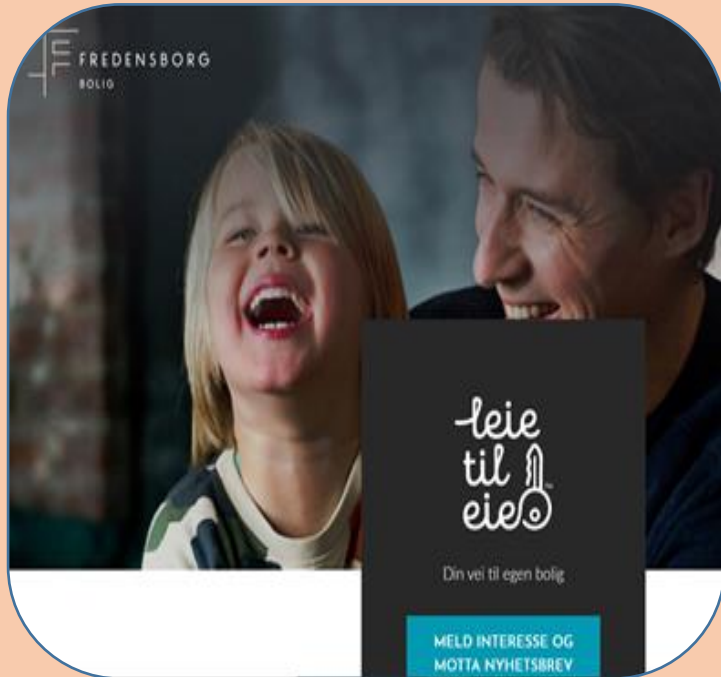 FREDENSBORG
BOLIG
leie
til
eie
Din vei til egen bolig
MELD INTERESSE OG
MOTTA NYHETSBREV